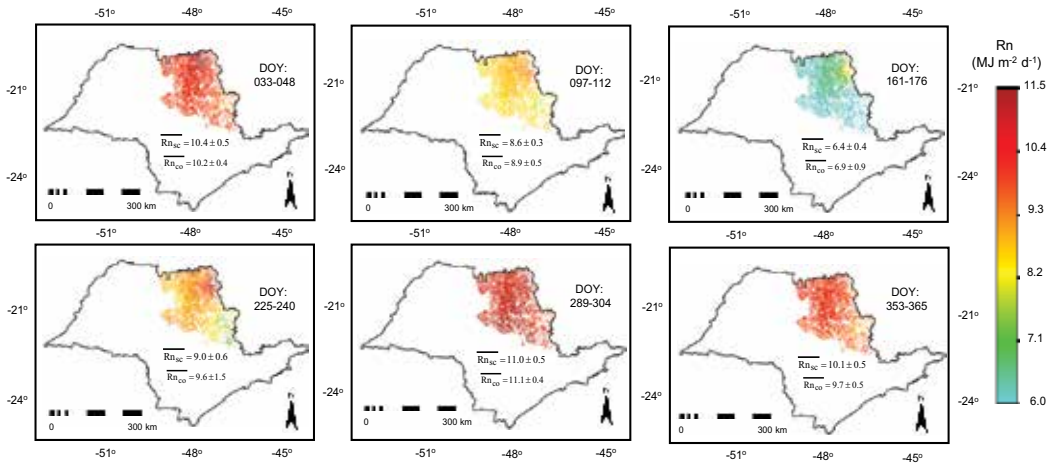 -51° -48° -45° -51° -48° -45° -51° -48° -45°
DOY:
033-048
DOY:
097-112
DOY:
161-176
Rn
(MJ m-2 d-1)
-21° -21°
11.5
10.4
9.3
8.2
7.1
6.0
Rnsc = 10.4 ± 0.5
Rnco = 10.2 ± 0.4
Rnsc = 8.6 ± 0.3
Rnco = 8.9 ± 0.5
Rnsc = 6.4 ± 0.4
Rnco = 6.9 ± 0.9
-24° -24°
0 300 km
0 300 km
0 300 km
-51° -48° -45° -51° -48° -45° -51° -48° -45°
DOY:
225-240
DOY:
289-304
DOY:
353-365
-21° -21°
Rnsc = 9.0 ± 0.6
Rnco = 9.6 ± 1.5
Rnsc = 11.0 ± 0.5
Rnco = 11.1 ± 0.4
Rnsc = 10.1 ± 0.5
Rnco = 9.7 ± 0.5
-24° -24°
0 300 km
0 300 km
0 300 km
-51° -48° -45° -51° -48° -45° -51° -48° -45°